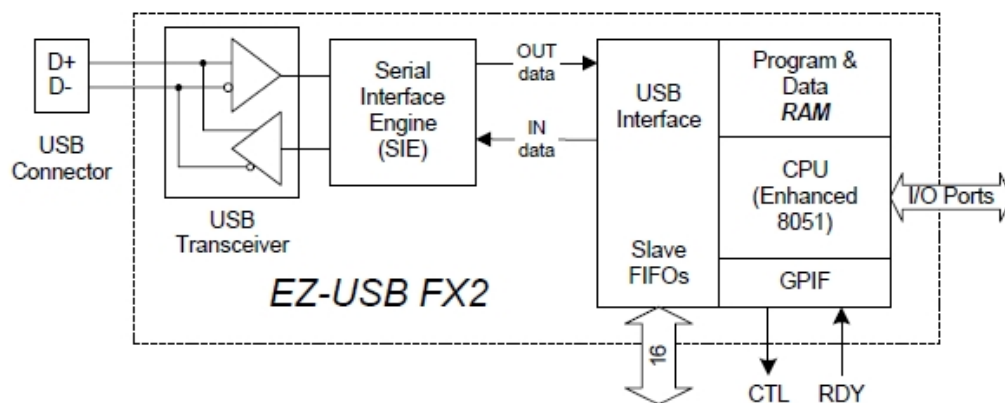 D+
D-
USB
Connector
USB
Transceiver
Serial
Interface
Engine
(SIE)
OUT
data
IN
data
USB
Interface
Slave
FIFOs
Program &
Data
RAM
CPU
(Enhanced
8051)
GPIF
I/O Ports
EZ-USB FX2
16
CTL
RDY